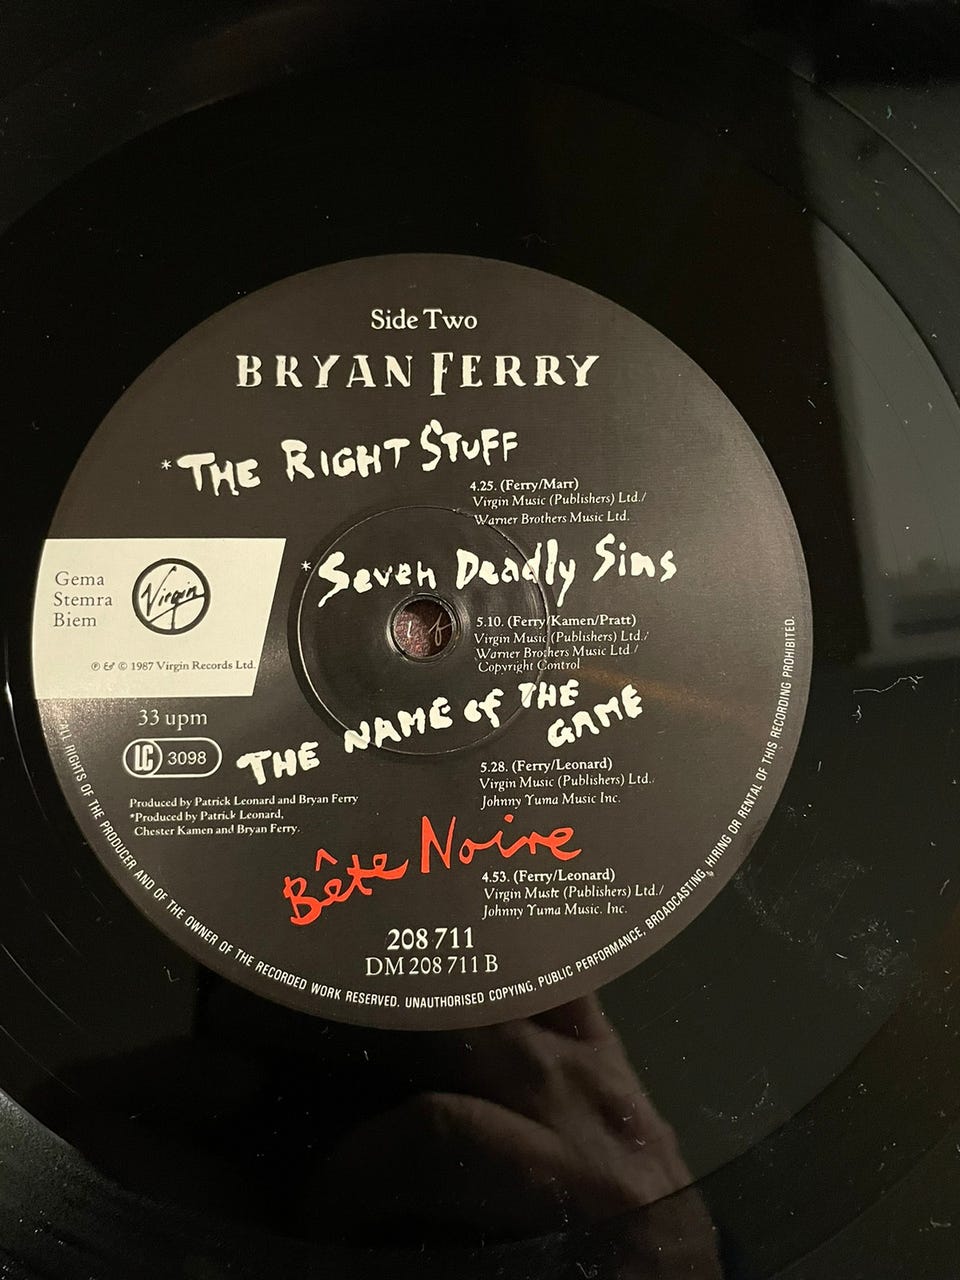 Side Two
BRYAN FERRY
*THE RIGHT STUFF
4.25. (Ferry/Marr)
Virgin Music (Publishers) Ltd./
Warner Brothers Music Ltd.
*Seven Deadly Sins
5.10. (Ferry/Kamen/Pratt)
Virgin Music (Publishers) Ltd./
Warner Brothers Music Ltd./
Copyright Control
THE NAME OF THE
GAME
5.28. (Ferry/Leonard)
Virgin Music (Publishers) Ltd.
Johnny Yuma Music Inc.
Bête Noire
4.53. (Ferry/Leonard)
Virgin Music (Publishers) Ltd./
Johnny Yuma Music. Inc.
208 711
DM 208 711 B
Gema
Stemra
Biem
Virgin
℗ & © 1987 Virgin Records Ltd.
33 upm
LC 3098
Produced by Patrick Leonard and Bryan Ferry
*Produced by Patrick Leonard,
Chester Kamen and Bryan Ferry.
ALL RIGHTS OF THE PRODUCER AND OF THE OWNER OF THE RECORDED WORK RESERVED. UNAUTHORISED COPYING, PUBLIC PERFORMANCE, BROADCASTING, HIRING OR RENTAL OF THIS RECORDING PROHIBITED.